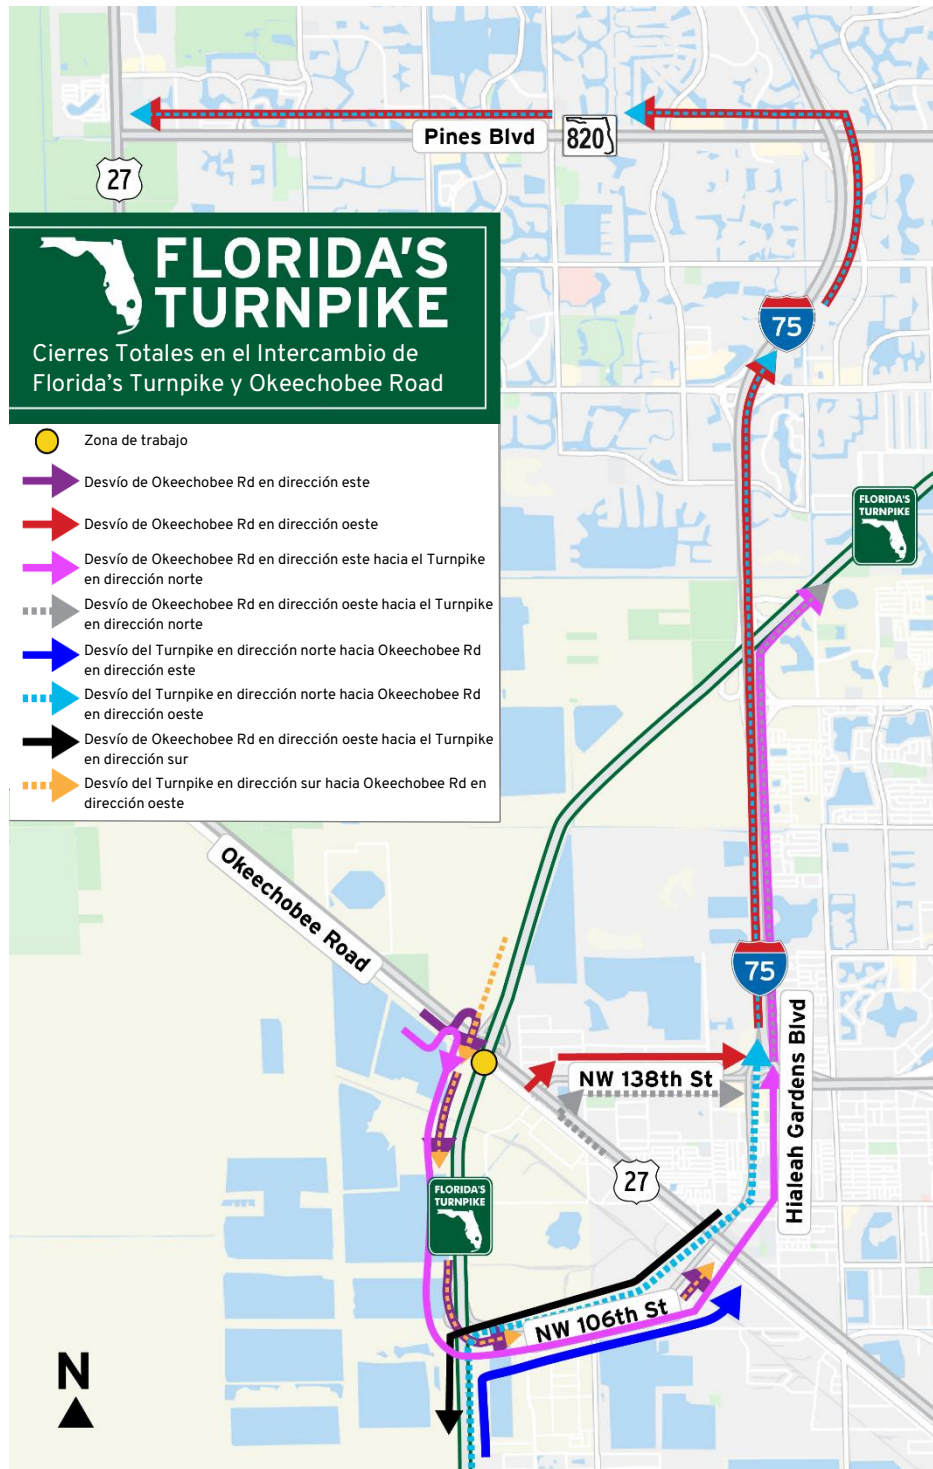 Pines Blvd
820
27
FLORIDA'S
TURNPIKE
Cierres Totales en el Intercambio de
Florida's Turnpike y Okeechobee Road
75
Zona de trabajo
Desvío de Okeechobee Rd en dirección este
Desvío de Okeechobee Rd en dirección oeste
Desvío de Okeechobee Rd en dirección este hacia el Turnpike
en dirección norte
Desvío de Okeechobee Rd en dirección oeste hacia el Turnpike
en dirección norte
Desvío del Turnpike en dirección norte hacia Okeechobee Rd
en dirección este
Desvío del Turnpike en dirección norte hacia Okeechobee Rd
en dirección oeste
Desvío de Okeechobee Rd en dirección oeste hacia el Turnpike
en dirección sur
Desvío del Turnpike en dirección sur hacia Okeechobee Rd en
dirección oeste
FLORIDA'S
TURNPIKE
Okeechobee Road
75
Hialeah Gardens Blvd
NW 138th St
27
FLORIDA'S
TURNPIKE
NW 106th St
N